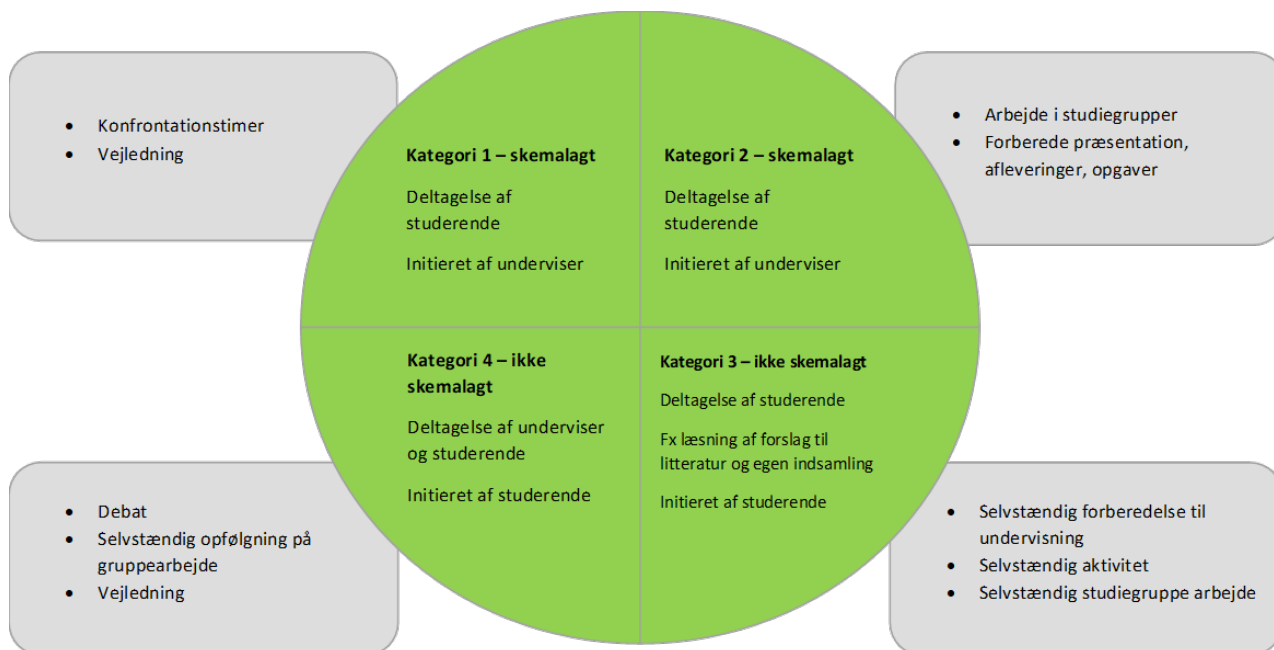 Konfrontationstimer
Vejledning
Kategori 1 – skemalagt
Deltagelse af
studerende
Initieret af underviser
Kategori 2 – skemalagt
Deltagelse af
studerende
Initieret af underviser
Arbejde i studiegrupper
Forberede præsentation,
afleveringer, opgaver
Debat
Selvstændig opfølgning på
gruppearbejde
Vejledning
Kategori 4 – ikke
skemalagt
Deltagelse af underviser
og studerende
Initieret af studerende
Kategori 3 – ikke skemalagt
Deltagelse af studerende
Fx læsning af forslag til
litteratur og egen indsamling
Initieret af studerende
Selvstændig forberedelse til
undervisning
Selvstændig aktivitet
Selvstændig studiegruppe arbejde